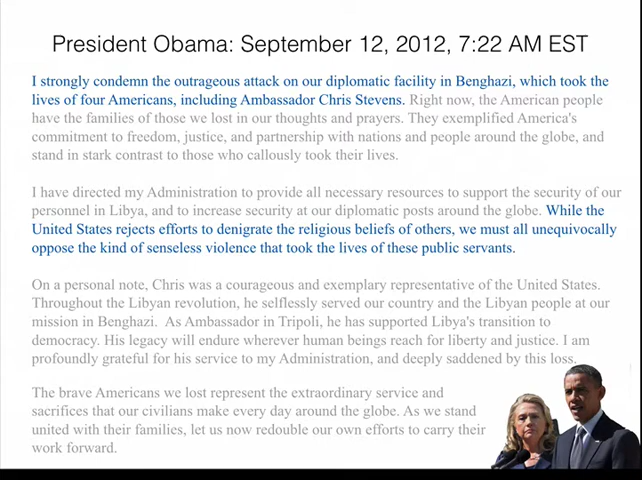 President Obama: September 12, 2012, 7:22 AM EST
I strongly condemn the outrageous attack on our diplomatic facility in Benghazi, which took the
lives of four Americans, including Ambassador Chris Stevens. Right now, the American people
have the families of those we lost in our thoughts and prayers. They exemplified America's
commitment to freedom, justice, and partnership with nations and people around the globe, and
stand in stark contrast to those who callously took their lives.
I have directed my Administration to provide all necessary resources to support the security of our
personnel in Libya, and to increase security at our diplomatic posts around the globe. While the
United States rejects efforts to denigrate the religious beliefs of others, we must all unequivocally
oppose the kind of senseless violence that took the lives of these public servants.
On a personal note, Chris was a courageous and exemplary representative of the United States.
Throughout the Libyan revolution, he selflessly served our country and the Libyan people at our
mission in Benghazi. As Ambassador in Tripoli, he has supported Libya's transition to
democracy. His legacy will endure wherever human beings reach for liberty and justice. I am
profoundly grateful for his service to my Administration, and deeply saddened by this loss.
The brave Americans we lost represent the extraordinary service and
sacrifices that our civilians make every day around the globe. As we stand
united with their families, let us now redouble our own efforts to carry their
work forward.